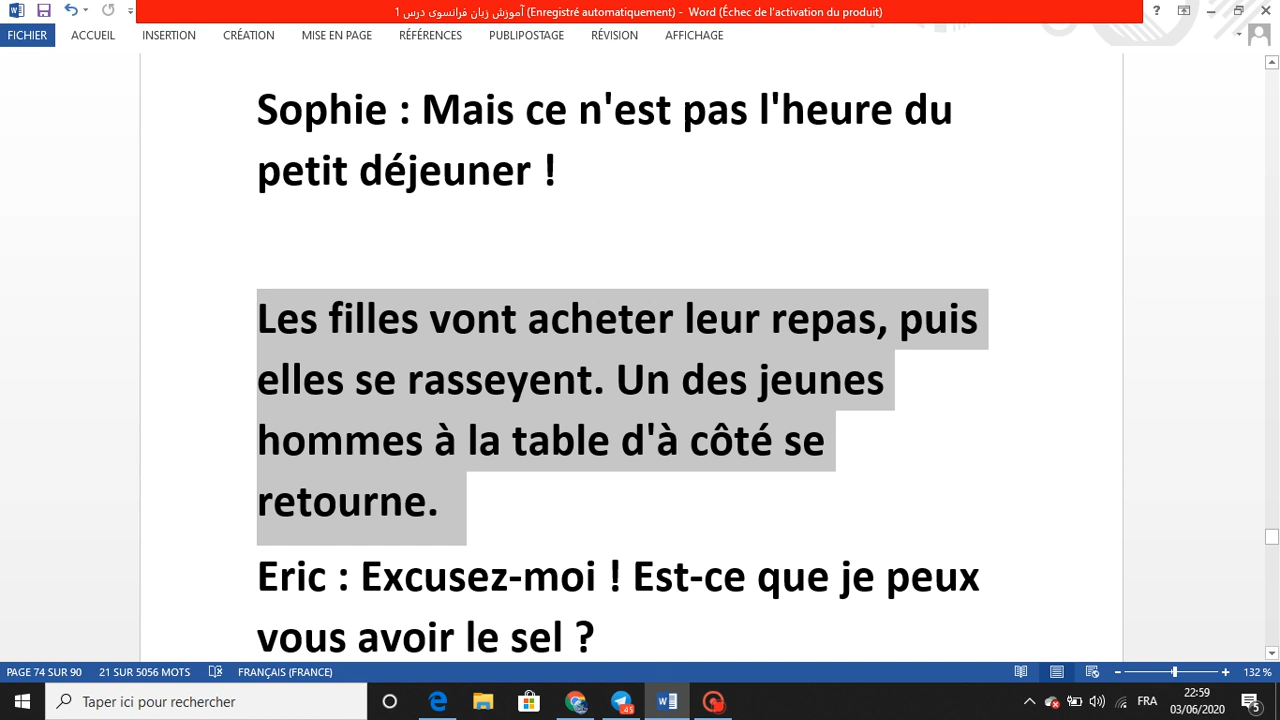 آموزش زبان فرانسوی درس 1 (Enregistré automatiquement) - Word (Échec de l'activation du produit)
?
FICHIER ACCUEIL INSERTION CRÉATION MISE EN PAGE RÉFÉRENCES PUBLIPOSTAGE RÉVISION AFFICHAGE
Sophie : Mais ce n'est pas l'heure du
petit déjeuner !
Les filles vont acheter leur repas, puis
elles se rasseyent. Un des jeunes
hommes à la table d'à côté se
retourne.
Eric : Excusez-moi ! Est-ce que je peux
vous avoir le sel ?
PAGE 74 SUR 90 21 SUR 5056 MOTS FRANÇAIS (FRANCE) 132 %
Taper ici pour rechercher
45
FRA
22:59
03/06/2020
5